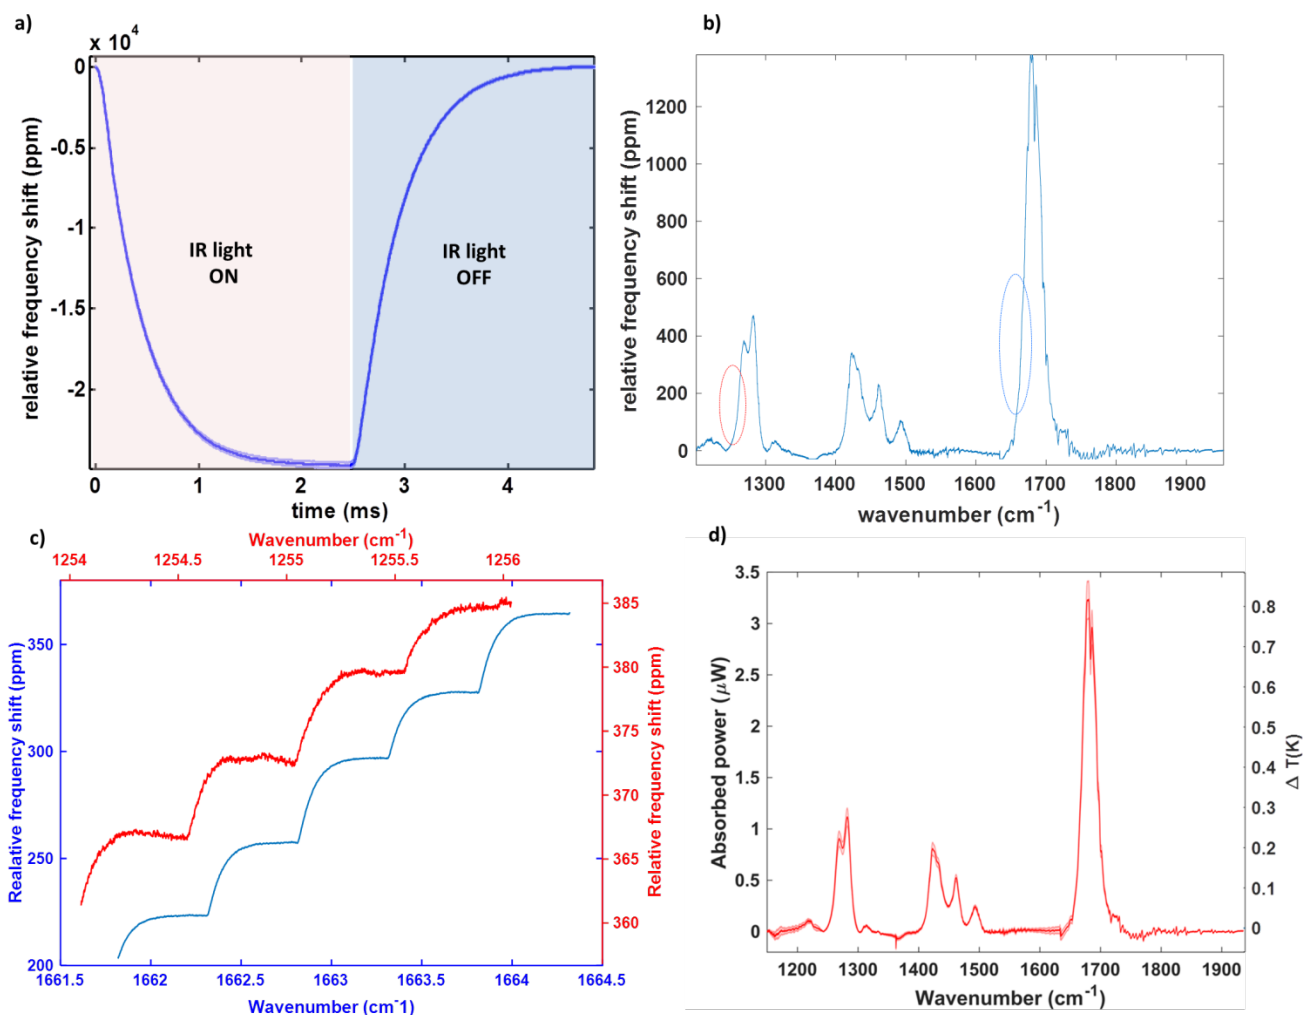 a)
x 10⁴
0
-0.5
-1
-1.5
-2
relative frequency shift (ppm)
IR light
ON
IR light
OFF
0 1 2 3 4
time (ms)
b)
1200
1000
800
600
400
200
0
relative frequency shift (ppm)
1300 1400 1500 1600 1700 1800 1900
wavenumber (cm⁻¹)
c)
Wavenumber (cm⁻¹)
1254 1254.5 1255 1255.5 1256
350
300
250
200
Realative frequency shift (ppm)
385
380
375
370
365
360
Relative frequency shift (ppm)
1661.5 1662 1662.5 1663 1663.5 1664 1664.5
Wavenumber (cm⁻¹)
d)
3.5
3
2.5
2
1.5
1
0.5
0
Absorbed power (μW)
0.8
0.7
0.6
0.5
0.4
0.3
0.2
0.1
0
Δ T(K)
1200 1300 1400 1500 1600 1700 1800 1900
Wavenumber (cm⁻¹)